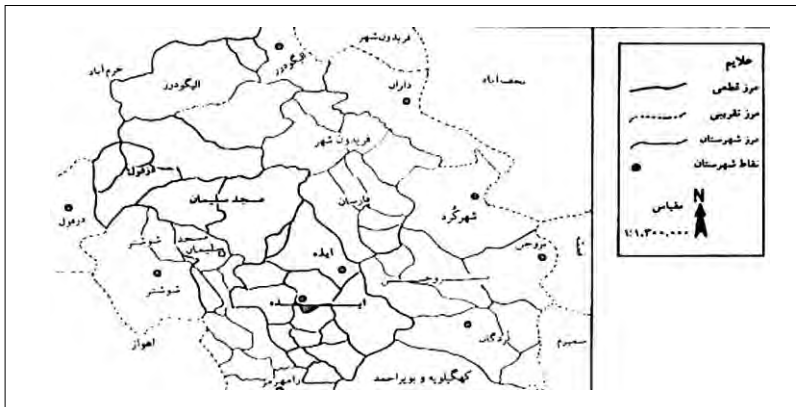 فریدون‌شهر
خرم آباد
الیگودرز
الیگودرز
داران
نجف آباد
فریدون شهر
دزفول
مسجد سلیمان
فارسان
شهرکرد
دزفول
شوشتر
مسجد
سلیمان
ایذه
بروجن
بروجن
شوشتر
ایذه
لردگان
سمیرم
اهواز
رامهرمز
کهگیلویه و بویراحمد
علایم
مرز قطعی
مرز تقریبی
مرز شهرستان
نقاط شهرستان
مقیاس
N
۱:۱,۳۰۰,۰۰۰